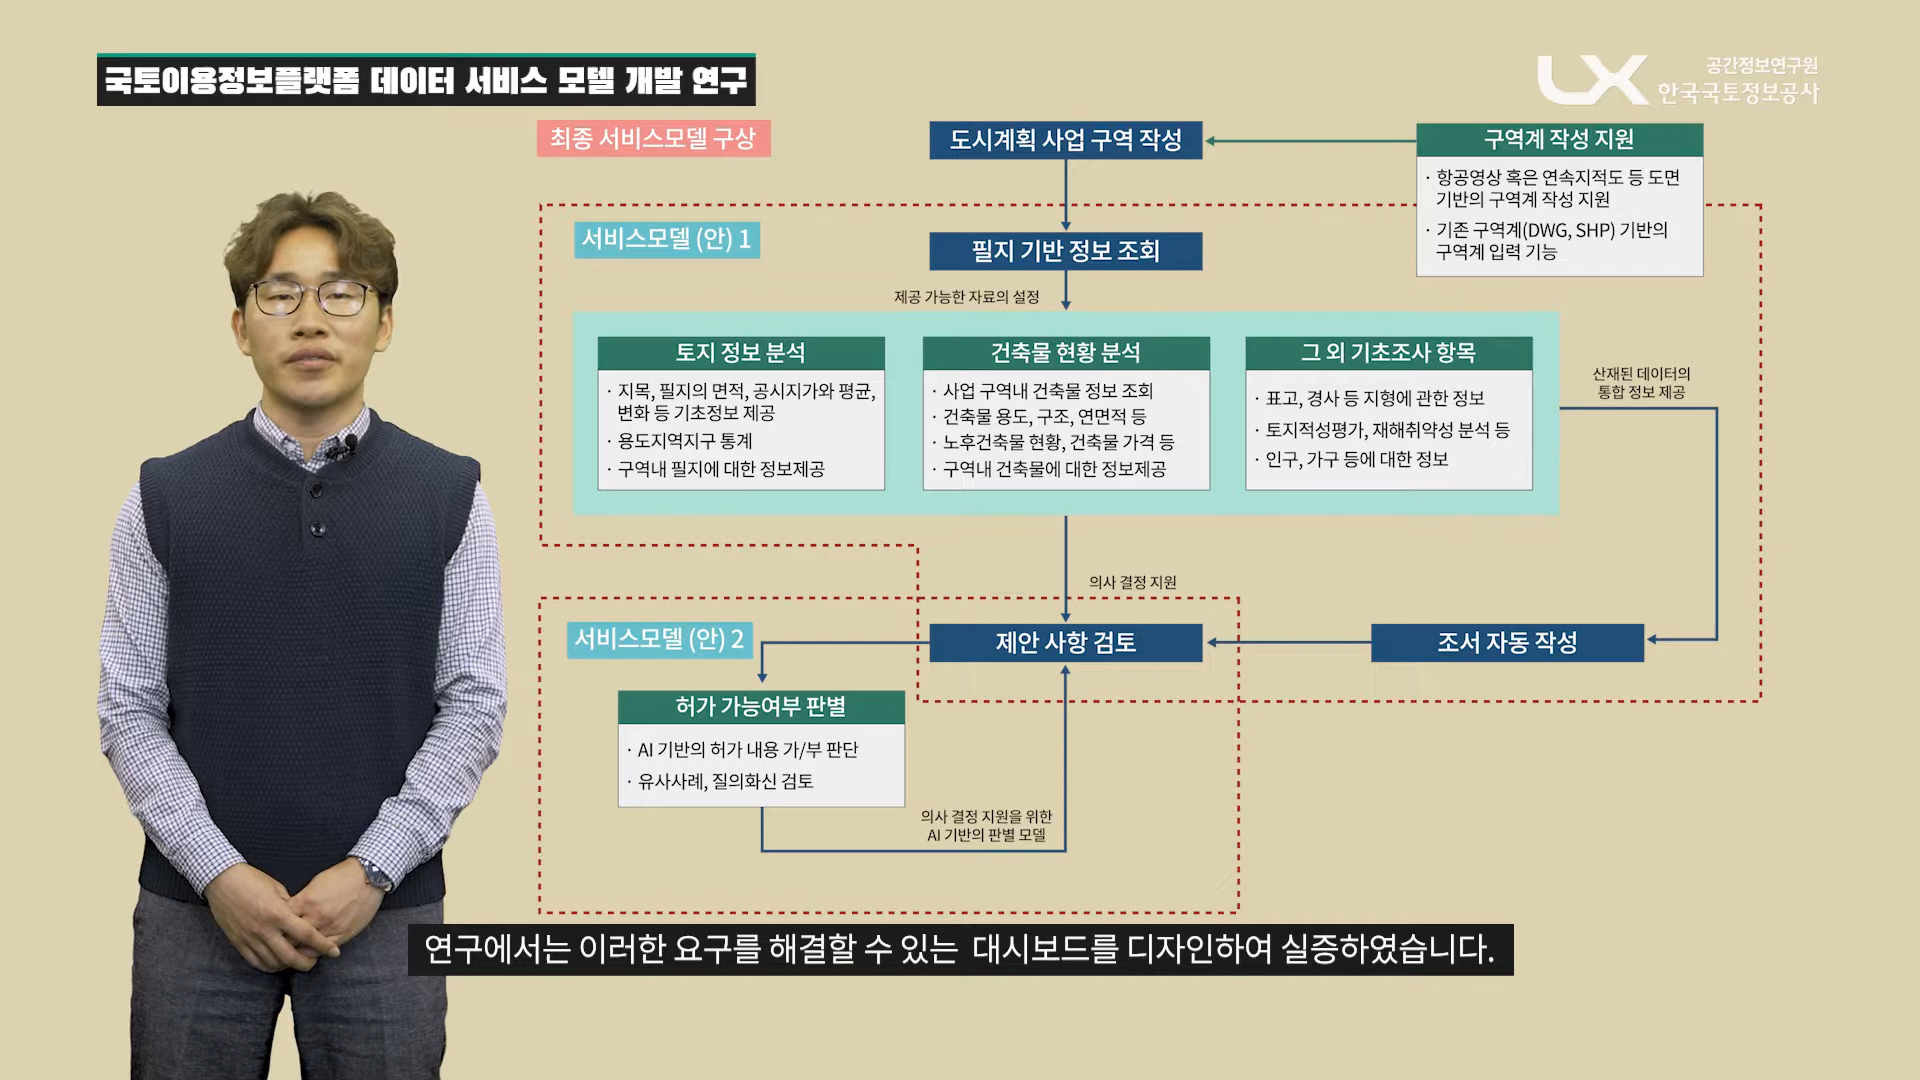 국토이용정보플랫폼 데이터 서비스 모델 개발 연구
LX 공간정보연구원
한국국토정보공사
최종 서비스모델 구상
도시계획 사업 구역 작성
구역계 작성 지원
· 항공영상 혹은 연속지적도 등 도면
기반의 구역계 작성 지원
· 기존 구역계(DWG, SHP) 기반의
구역계 입력 기능
서비스모델 (안) 1
필지 기반 정보 조회
제공 가능한 자료의 설정
토지 정보 분석
· 지목, 필지의 면적, 공시지가와 평균,
변화 등 기초정보 제공
· 용도지역지구 통계
· 구역내 필지에 대한 정보제공
건축물 현황 분석
· 사업 구역내 건축물 정보 조회
· 건축물 용도, 구조, 연면적 등
· 노후건축물 현황, 건축물 가격 등
· 구역내 건축물에 대한 정보제공
그 외 기초조사 항목
· 표고, 경사 등 지형에 관한 정보
· 토지적성평가, 재해취약성 분석 등
· 인구, 가구 등에 대한 정보
산재된 데이터의
통합 정보 제공
의사 결정 지원
서비스모델 (안) 2
제안 사항 검토
조서 자동 작성
허가 가능여부 판별
· AI 기반의 허가 내용 가/부 판단
· 유사사례, 질의화신 검토
의사 결정 지원을 위한
AI 기반의 판별 모델
연구에서는 이러한 요구를 해결할 수 있는 대시보드를 디자인하여 실증하였습니다.